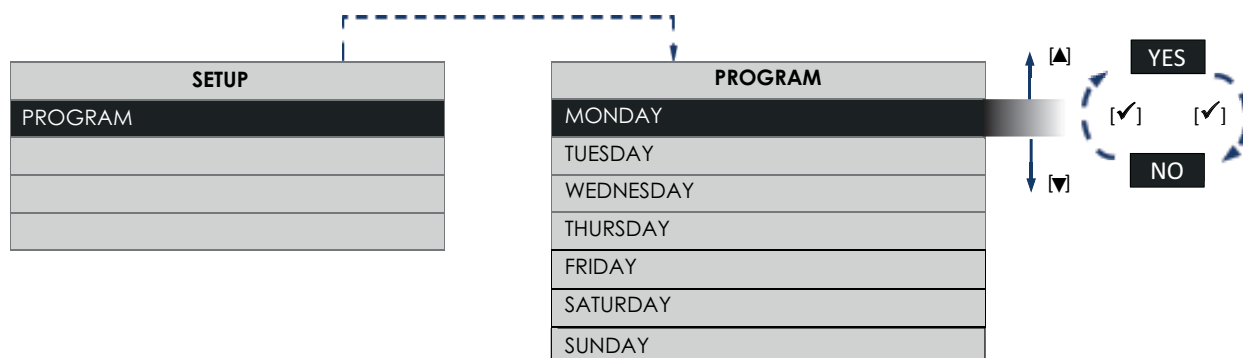 SETUP
PROGRAM
PROGRAM
MONDAY
TUESDAY
WEDNESDAY
THURSDAY
FRIDAY
SATURDAY
SUNDAY
[▲]
[▼]
YES
[✓] [✓]
NO